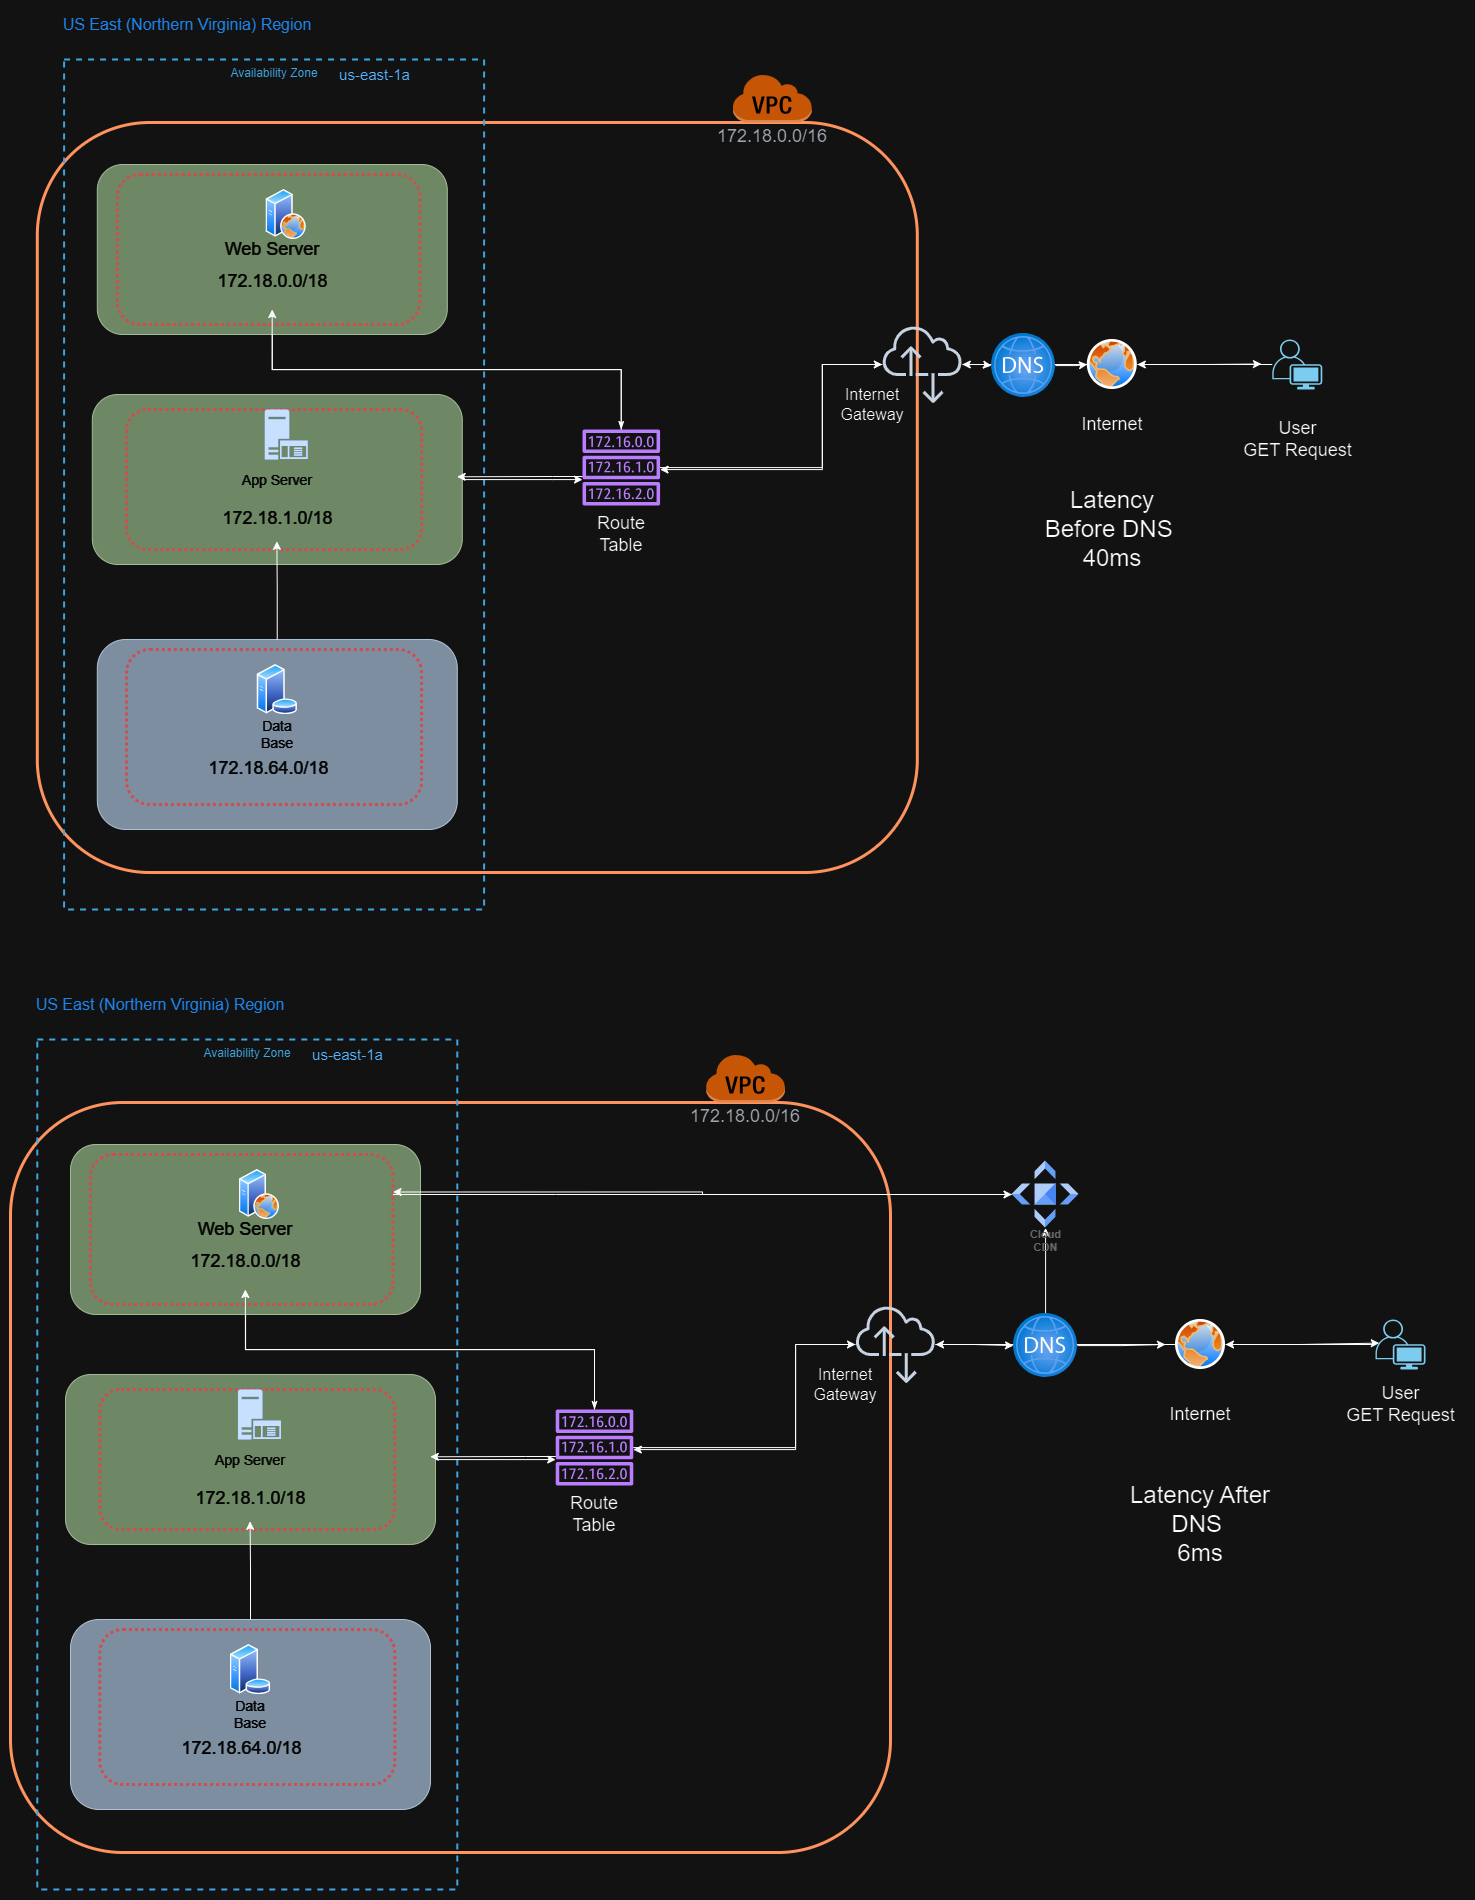 US East (Northern Virginia) Region
Availability Zone us-east-1a
VPC
172.18.0.0/16
Web Server
172.18.0.0/18
App Server
172.18.1.0/18
Data
Base
172.18.64.0/18
172.16.0.0
172.16.1.0
172.16.2.0
Route
Table
Internet
Gateway
DNS
Internet
User
GET Request
Latency
Before DNS
40ms
US East (Northern Virginia) Region
Availability Zone us-east-1a
VPC
172.18.0.0/16
Web Server
172.18.0.0/18
App Server
172.18.1.0/18
Data
Base
172.18.64.0/18
172.16.0.0
172.16.1.0
172.16.2.0
Route
Table
Internet
Gateway
Cloud
CDN
DNS
Internet
User
GET Request
Latency After
DNS
6ms